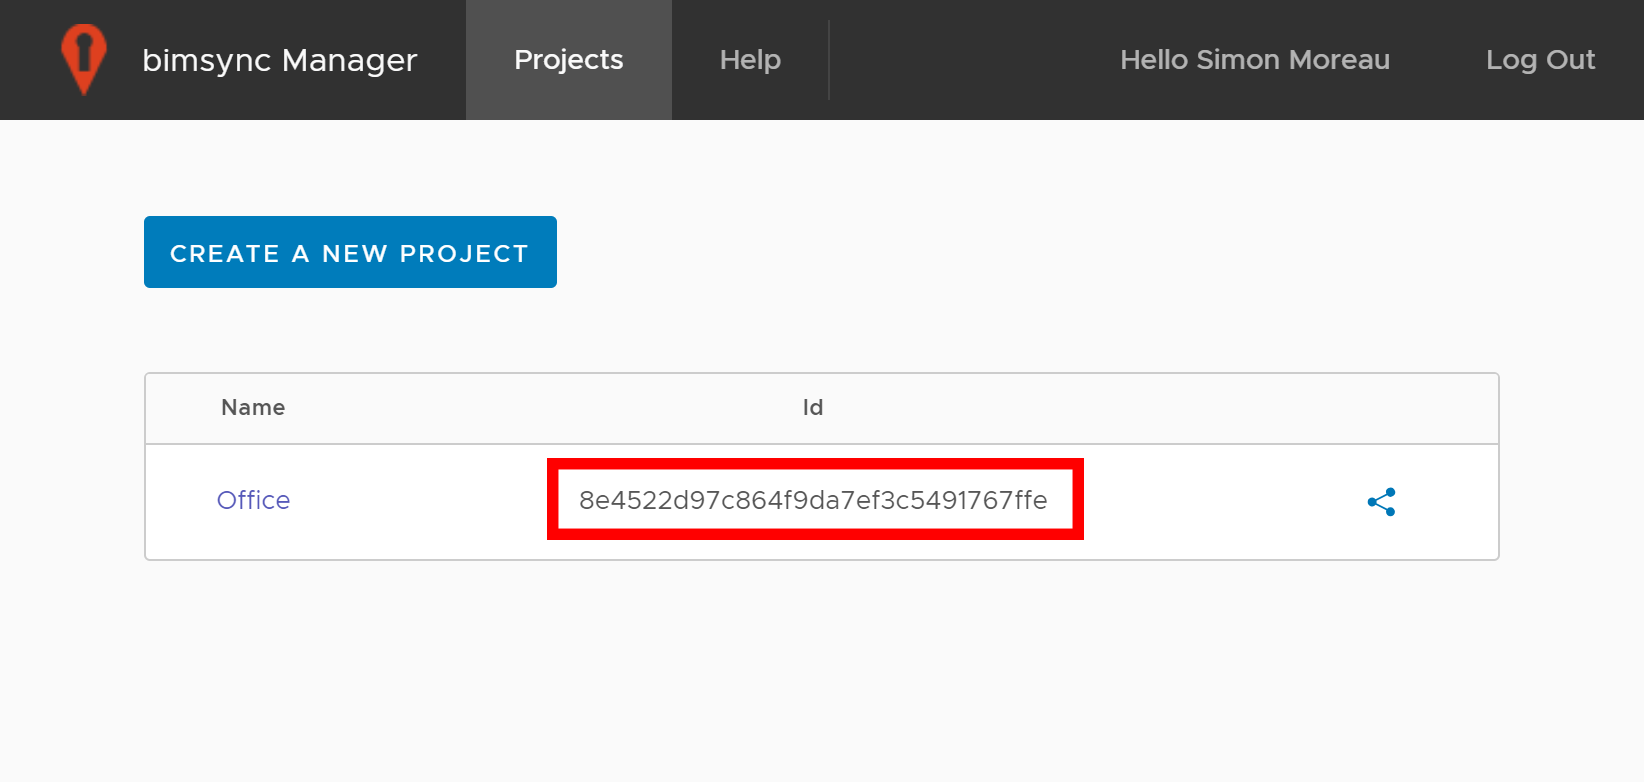 bimsync Manager Projects Help Hello Simon Moreau Log Out
CREATE A NEW PROJECT
Name Id
Office 8e4522d97c864f9da7ef3c5491767ffe